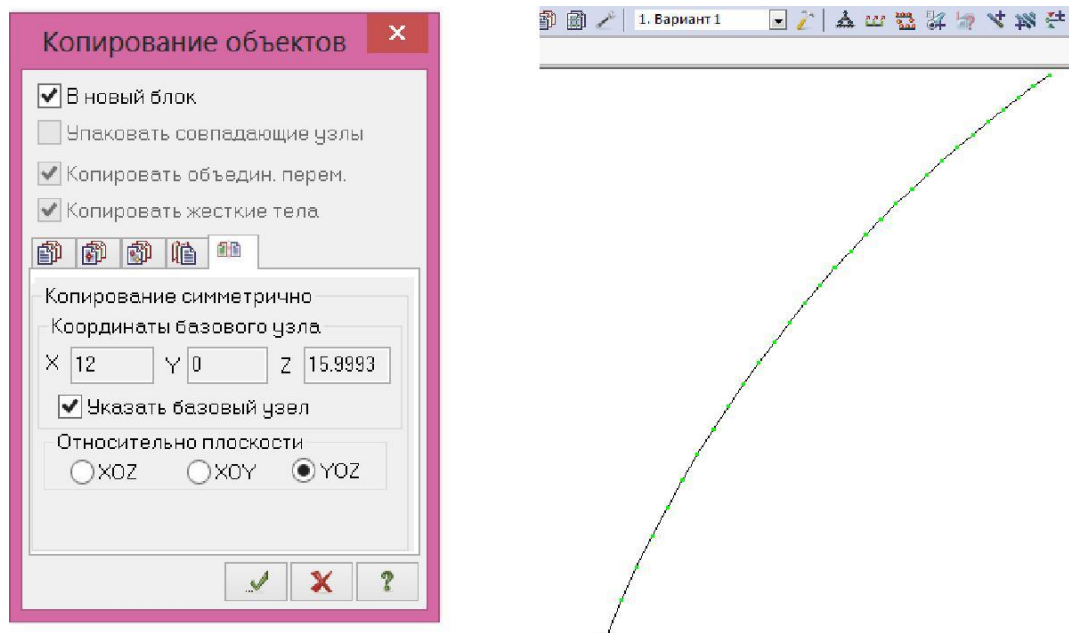 Копирование объектов
В новый блок
Упаковать совпадающие узлы
Копировать объедин. перем.
Копировать жесткие тела
Копирование симметрично
Координаты базового узла
X 12 Y 0 Z 15.9993
Указать базовый узел
Относительно плоскости
XOZ XOY YOZ
1. Вариант 1